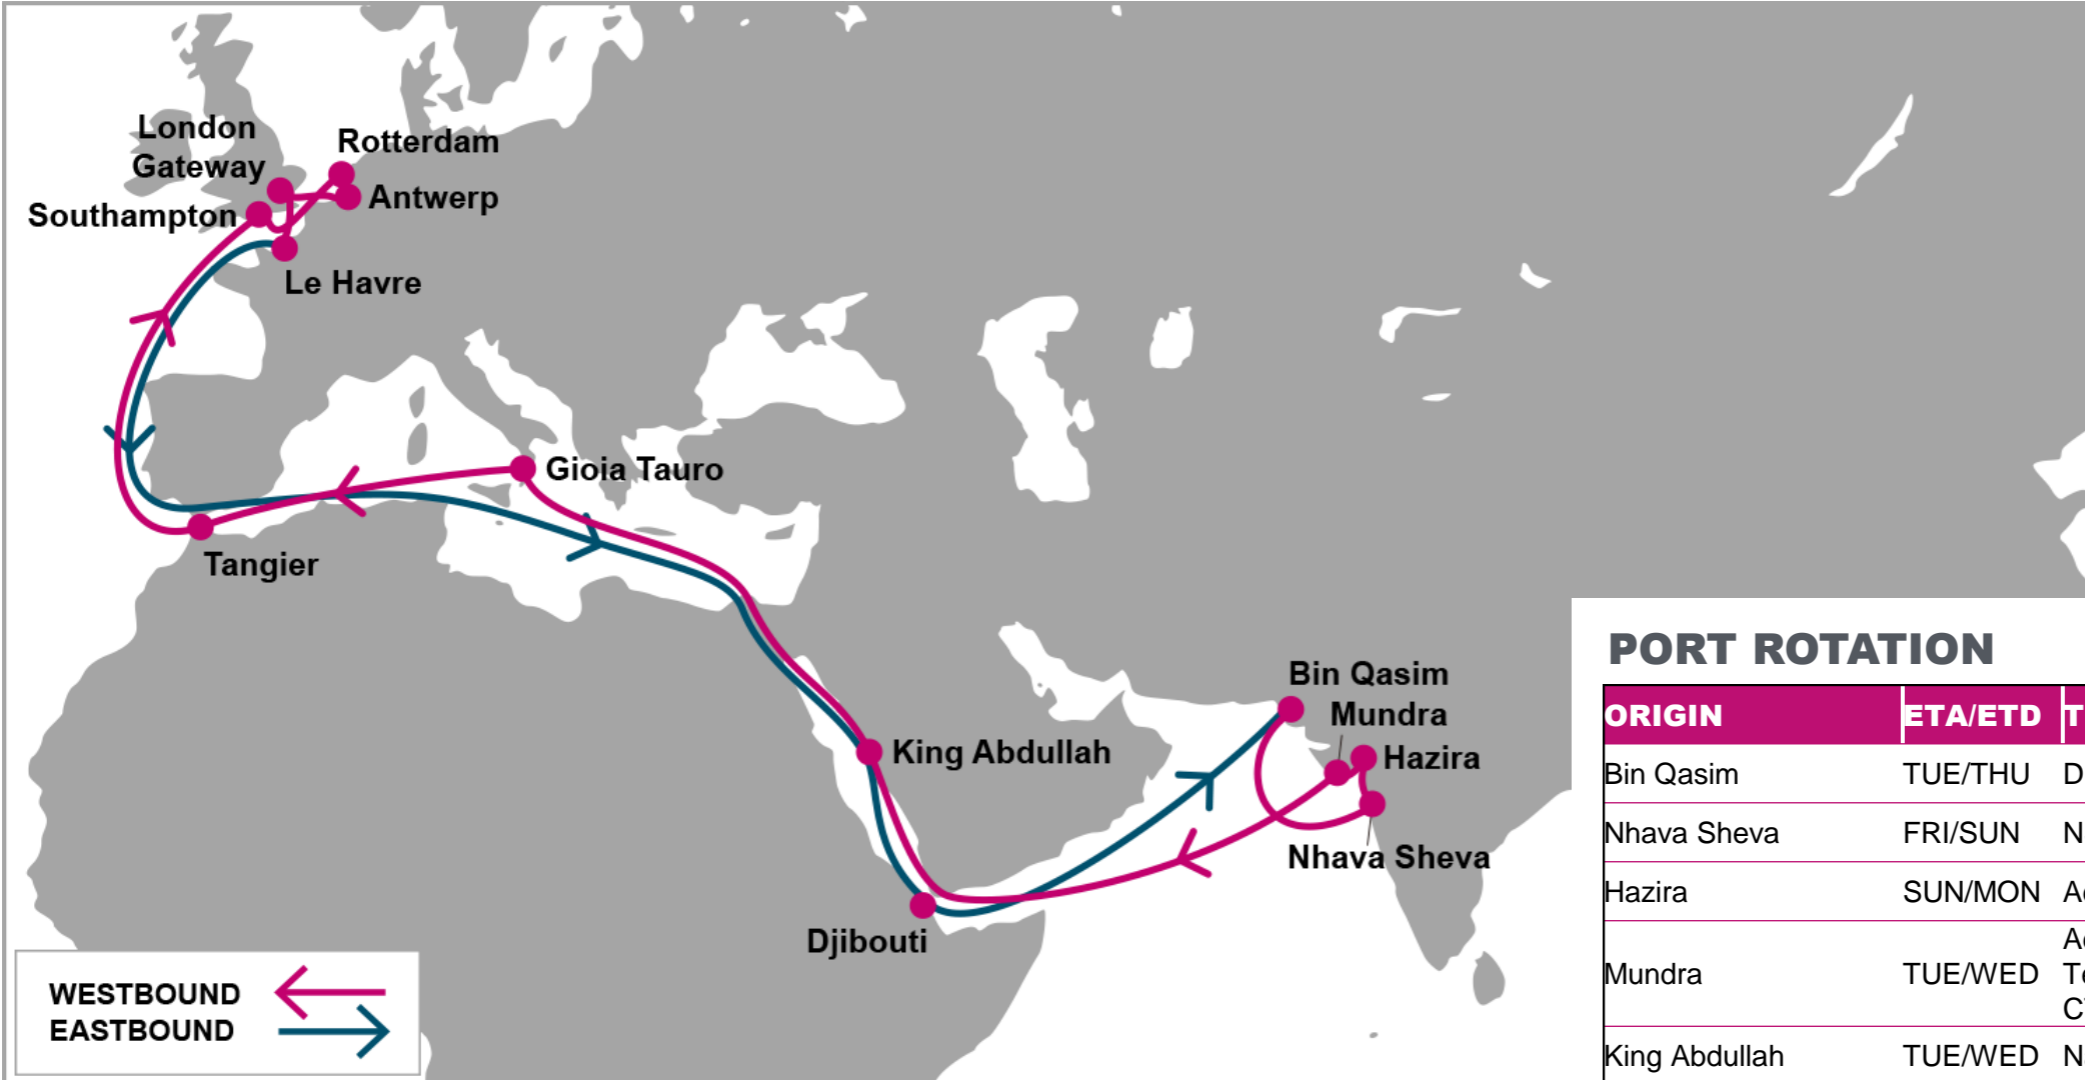 London
Gateway
Rotterdam
Antwerp
Southampton
Le Havre
Gioia Tauro
Tangier
King Abdullah
Djibouti
Bin Qasim
Mundra
Hazira
Nhava Sheva
WESTBOUND
EASTBOUND
PORT ROTATION
ORIGIN ETA/ETD
Bin Qasim TUE/THU
Nhava Sheva FRI/SUN
Hazira SUN/MON
Mundra TUE/WED
King Abdullah TUE/WED